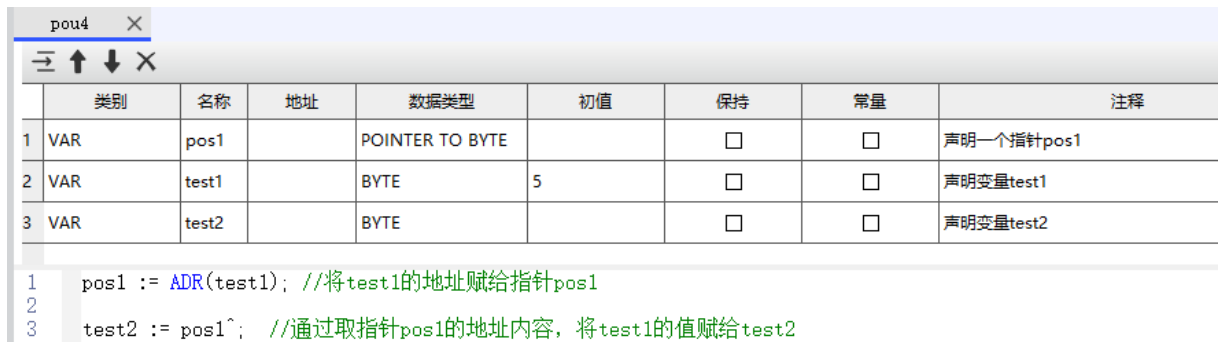 pou4
类别 名称 地址 数据类型 初值 保持 常量 注释
1 VAR pos1 POINTER TO BYTE 声明一个指针pos1
2 VAR test1 BYTE 5 声明变量test1
3 VAR test2 BYTE 声明变量test2
1 pos1 := ADR(test1); //将test1的地址赋给指针pos1
2
3 test2 := pos1^; //通过取指针pos1的地址内容，将test1的值赋给test2